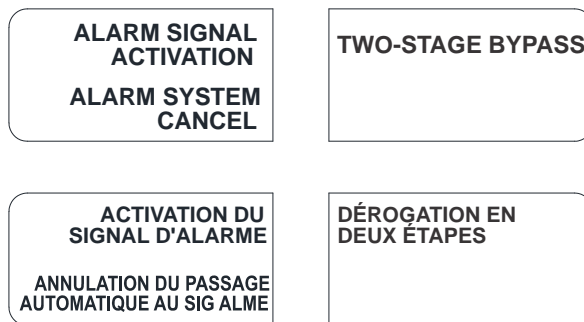 ALARM SIGNAL
ACTIVATION
ALARM SYSTEM
CANCEL
TWO-STAGE BYPASS
ACTIVATION DU
SIGNAL D'ALARME
ANNULATION DU PASSAGE
AUTOMATIQUE AU SIG ALME
DÉROGATION EN
DEUX ÉTAPES